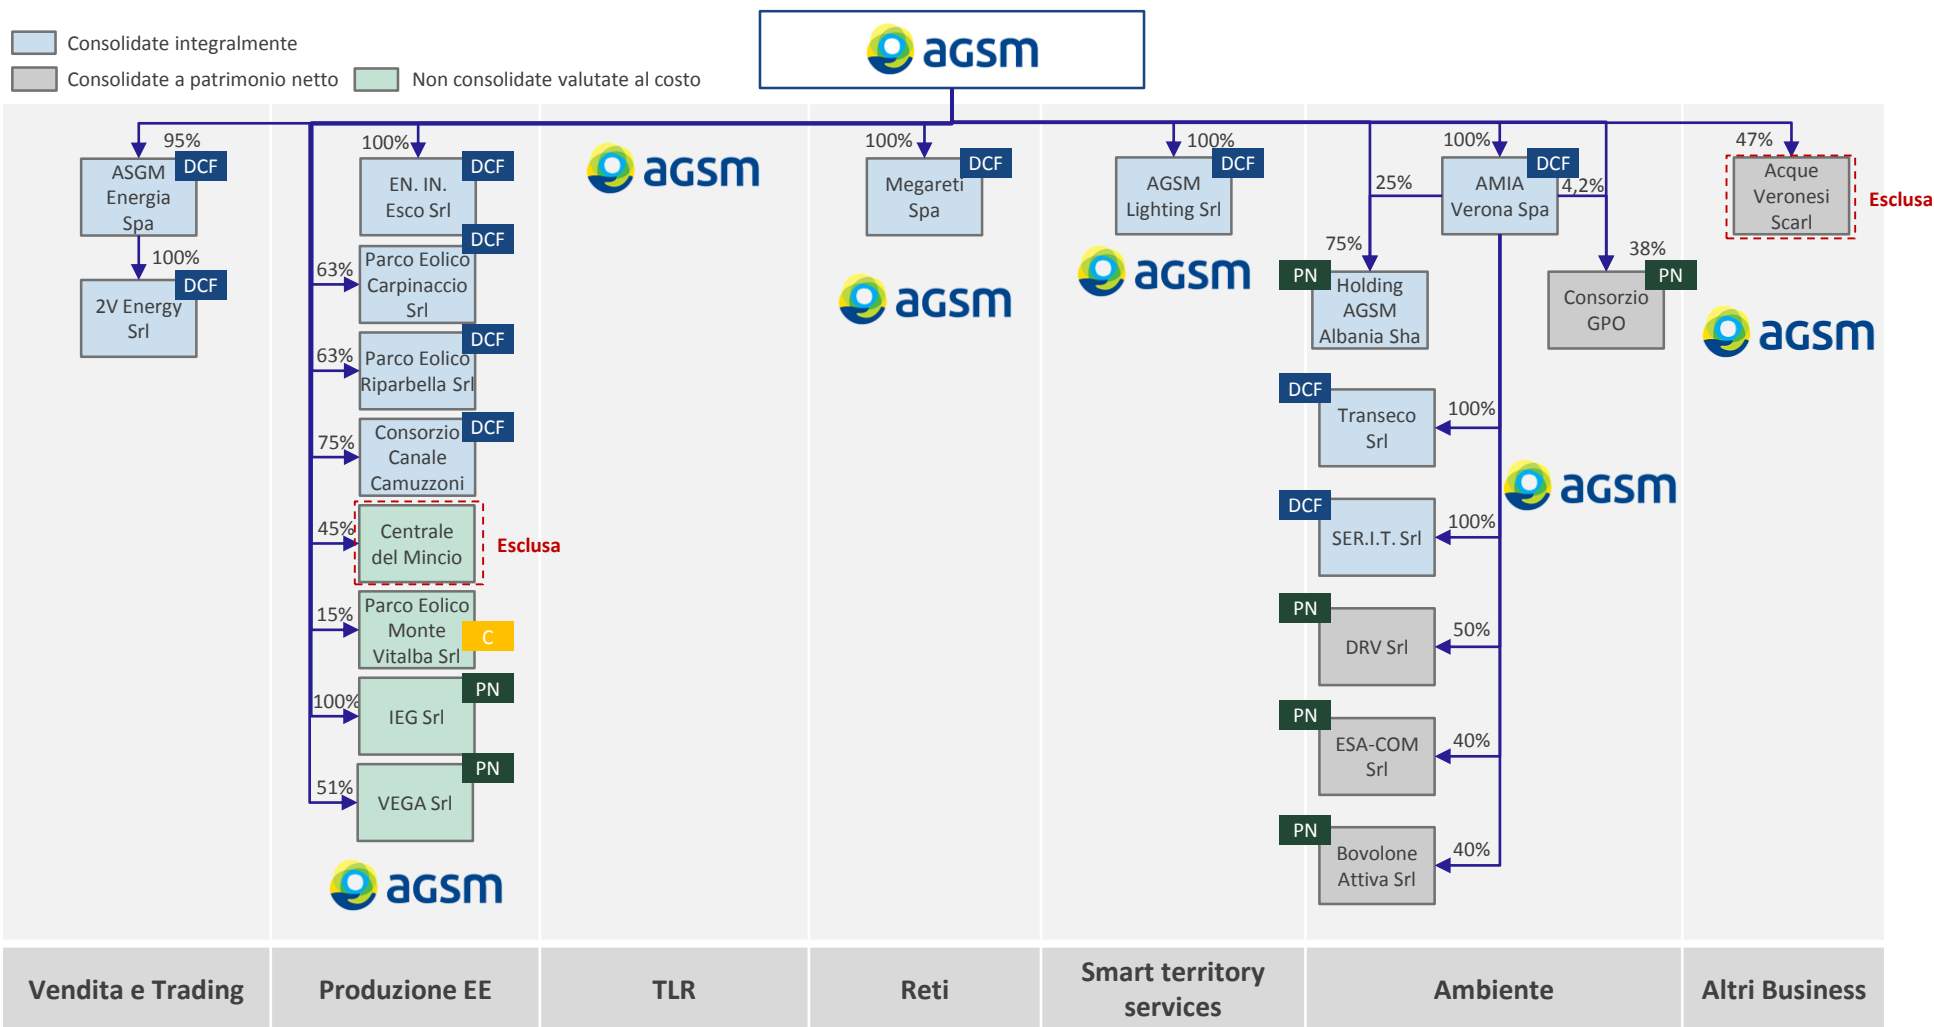 agsm
Consolidate integralmente
Consolidate a patrimonio netto
Non consolidate valutate al costo
95%
DCF
ASGM
Energia
Spa
100%
DCF
2V Energy
Srl
100%
DCF
EN. IN.
Esco Srl
DCF
63%
Parco Eolico
Carpinaccio
Srl
DCF
63%
Parco Eolico
Riparbella Srl
DCF
75%
Consorzio
Canale
Camuzzoni
45%
Centrale
del Mincio
Esclusa
15%
Parco Eolico
Monte
Vitalba Srl
C
PN
100%
IEG Srl
PN
51%
VEGA Srl
agsm
agsm
100%
DCF
Megareti
Spa
agsm
100%
DCF
AGSM
Lighting Srl
agsm
100%
DCF
AMIA
Verona Spa
25%
4,2%
75%
PN
Holding
AGSM
Albania Sha
38%
PN
Consorzio
GPO
DCF
Transeco
Srl
100%
DCF
SER.I.T. Srl
100%
agsm
PN
DRV Srl
50%
PN
ESA-COM
Srl
40%
PN
Bovolone
Attiva Srl
40%
47%
Acque
Veronesi
Scarl
Esclusa
agsm
Vendita e Trading
Produzione EE
TLR
Reti
Smart territory
services
Ambiente
Altri Business